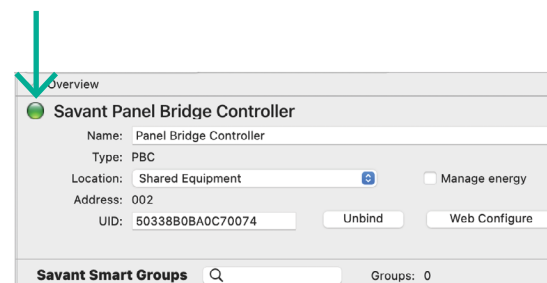 Overview
Savant Panel Bridge Controller
Name: Panel Bridge Controller
Type: PBC
Location: Shared Equipment Manage energy
Address: 002
UID: 50338B0BA0C70074 Unbind Web Configure
Savant Smart Groups Groups: 0